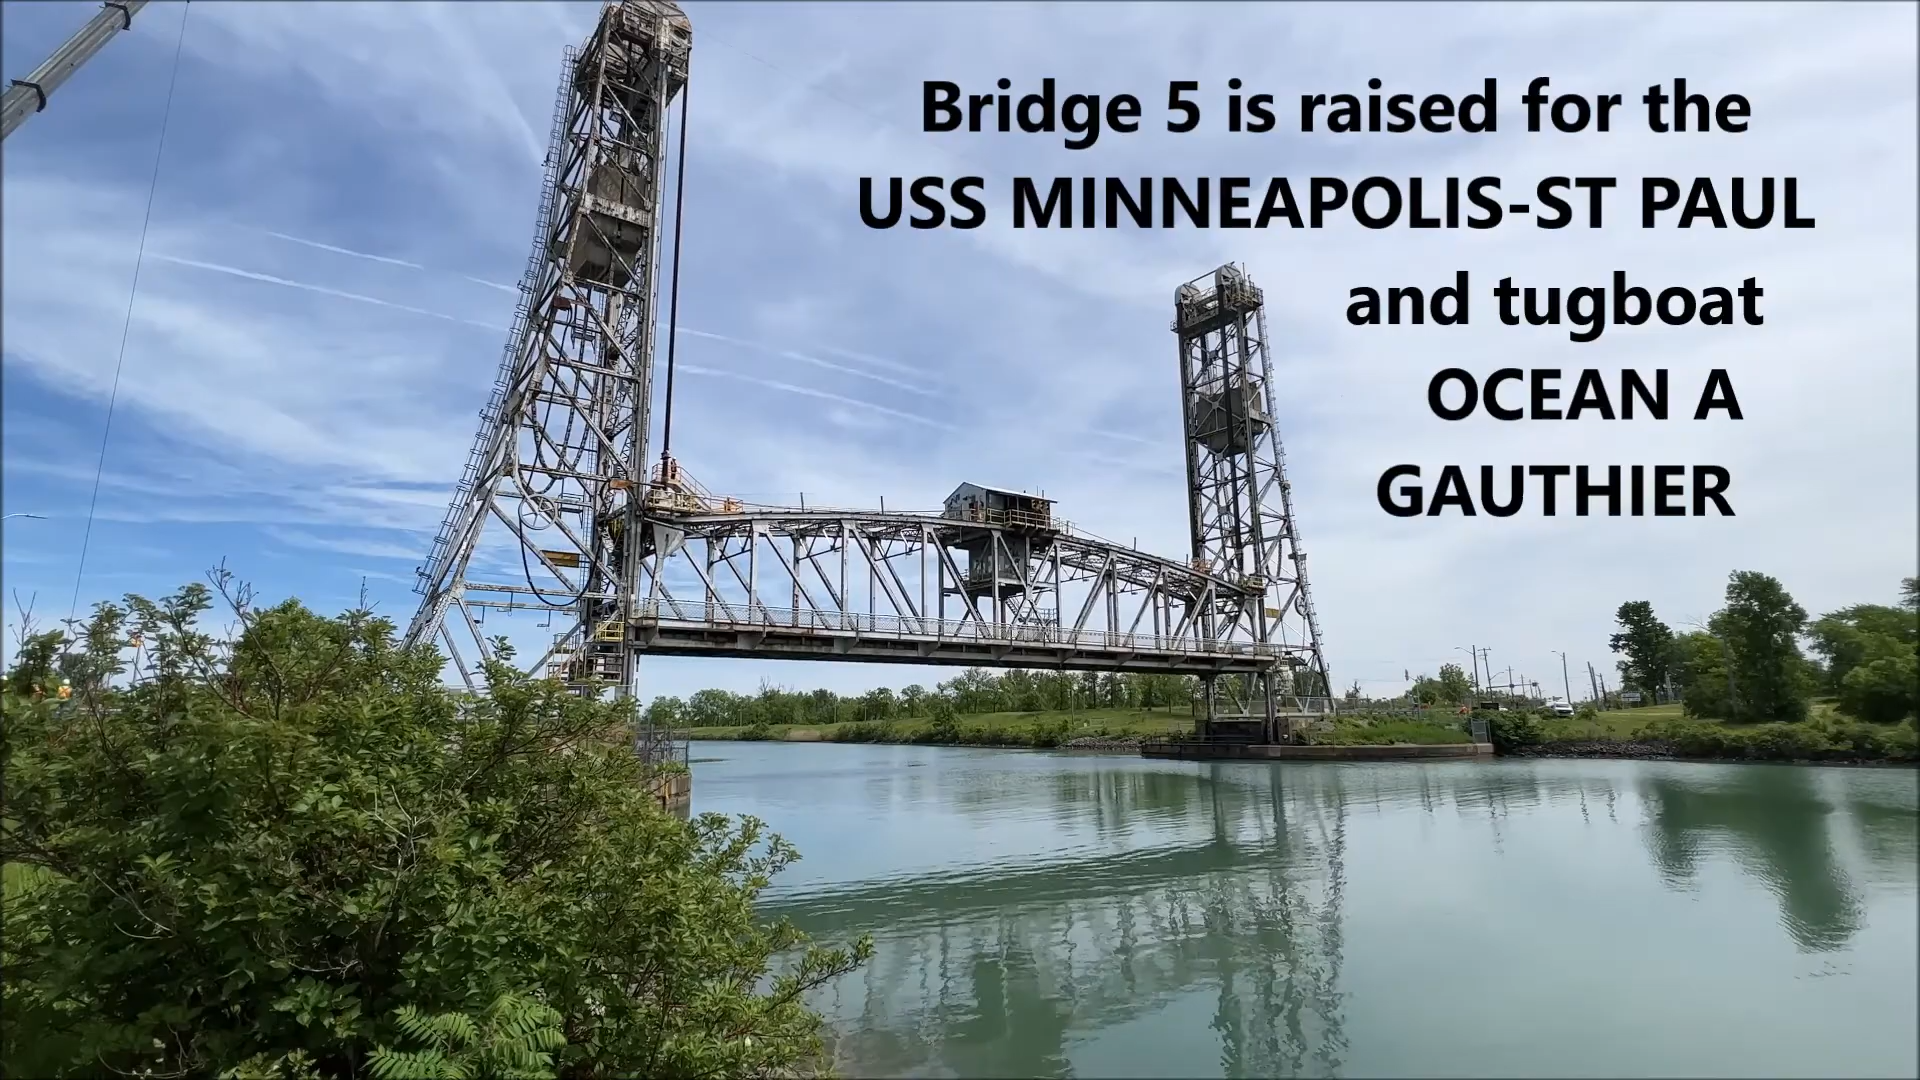 Bridge 5 is raised for the
USS MINNEAPOLIS-ST PAUL
and tugboat
OCEAN A
GAUTHIER